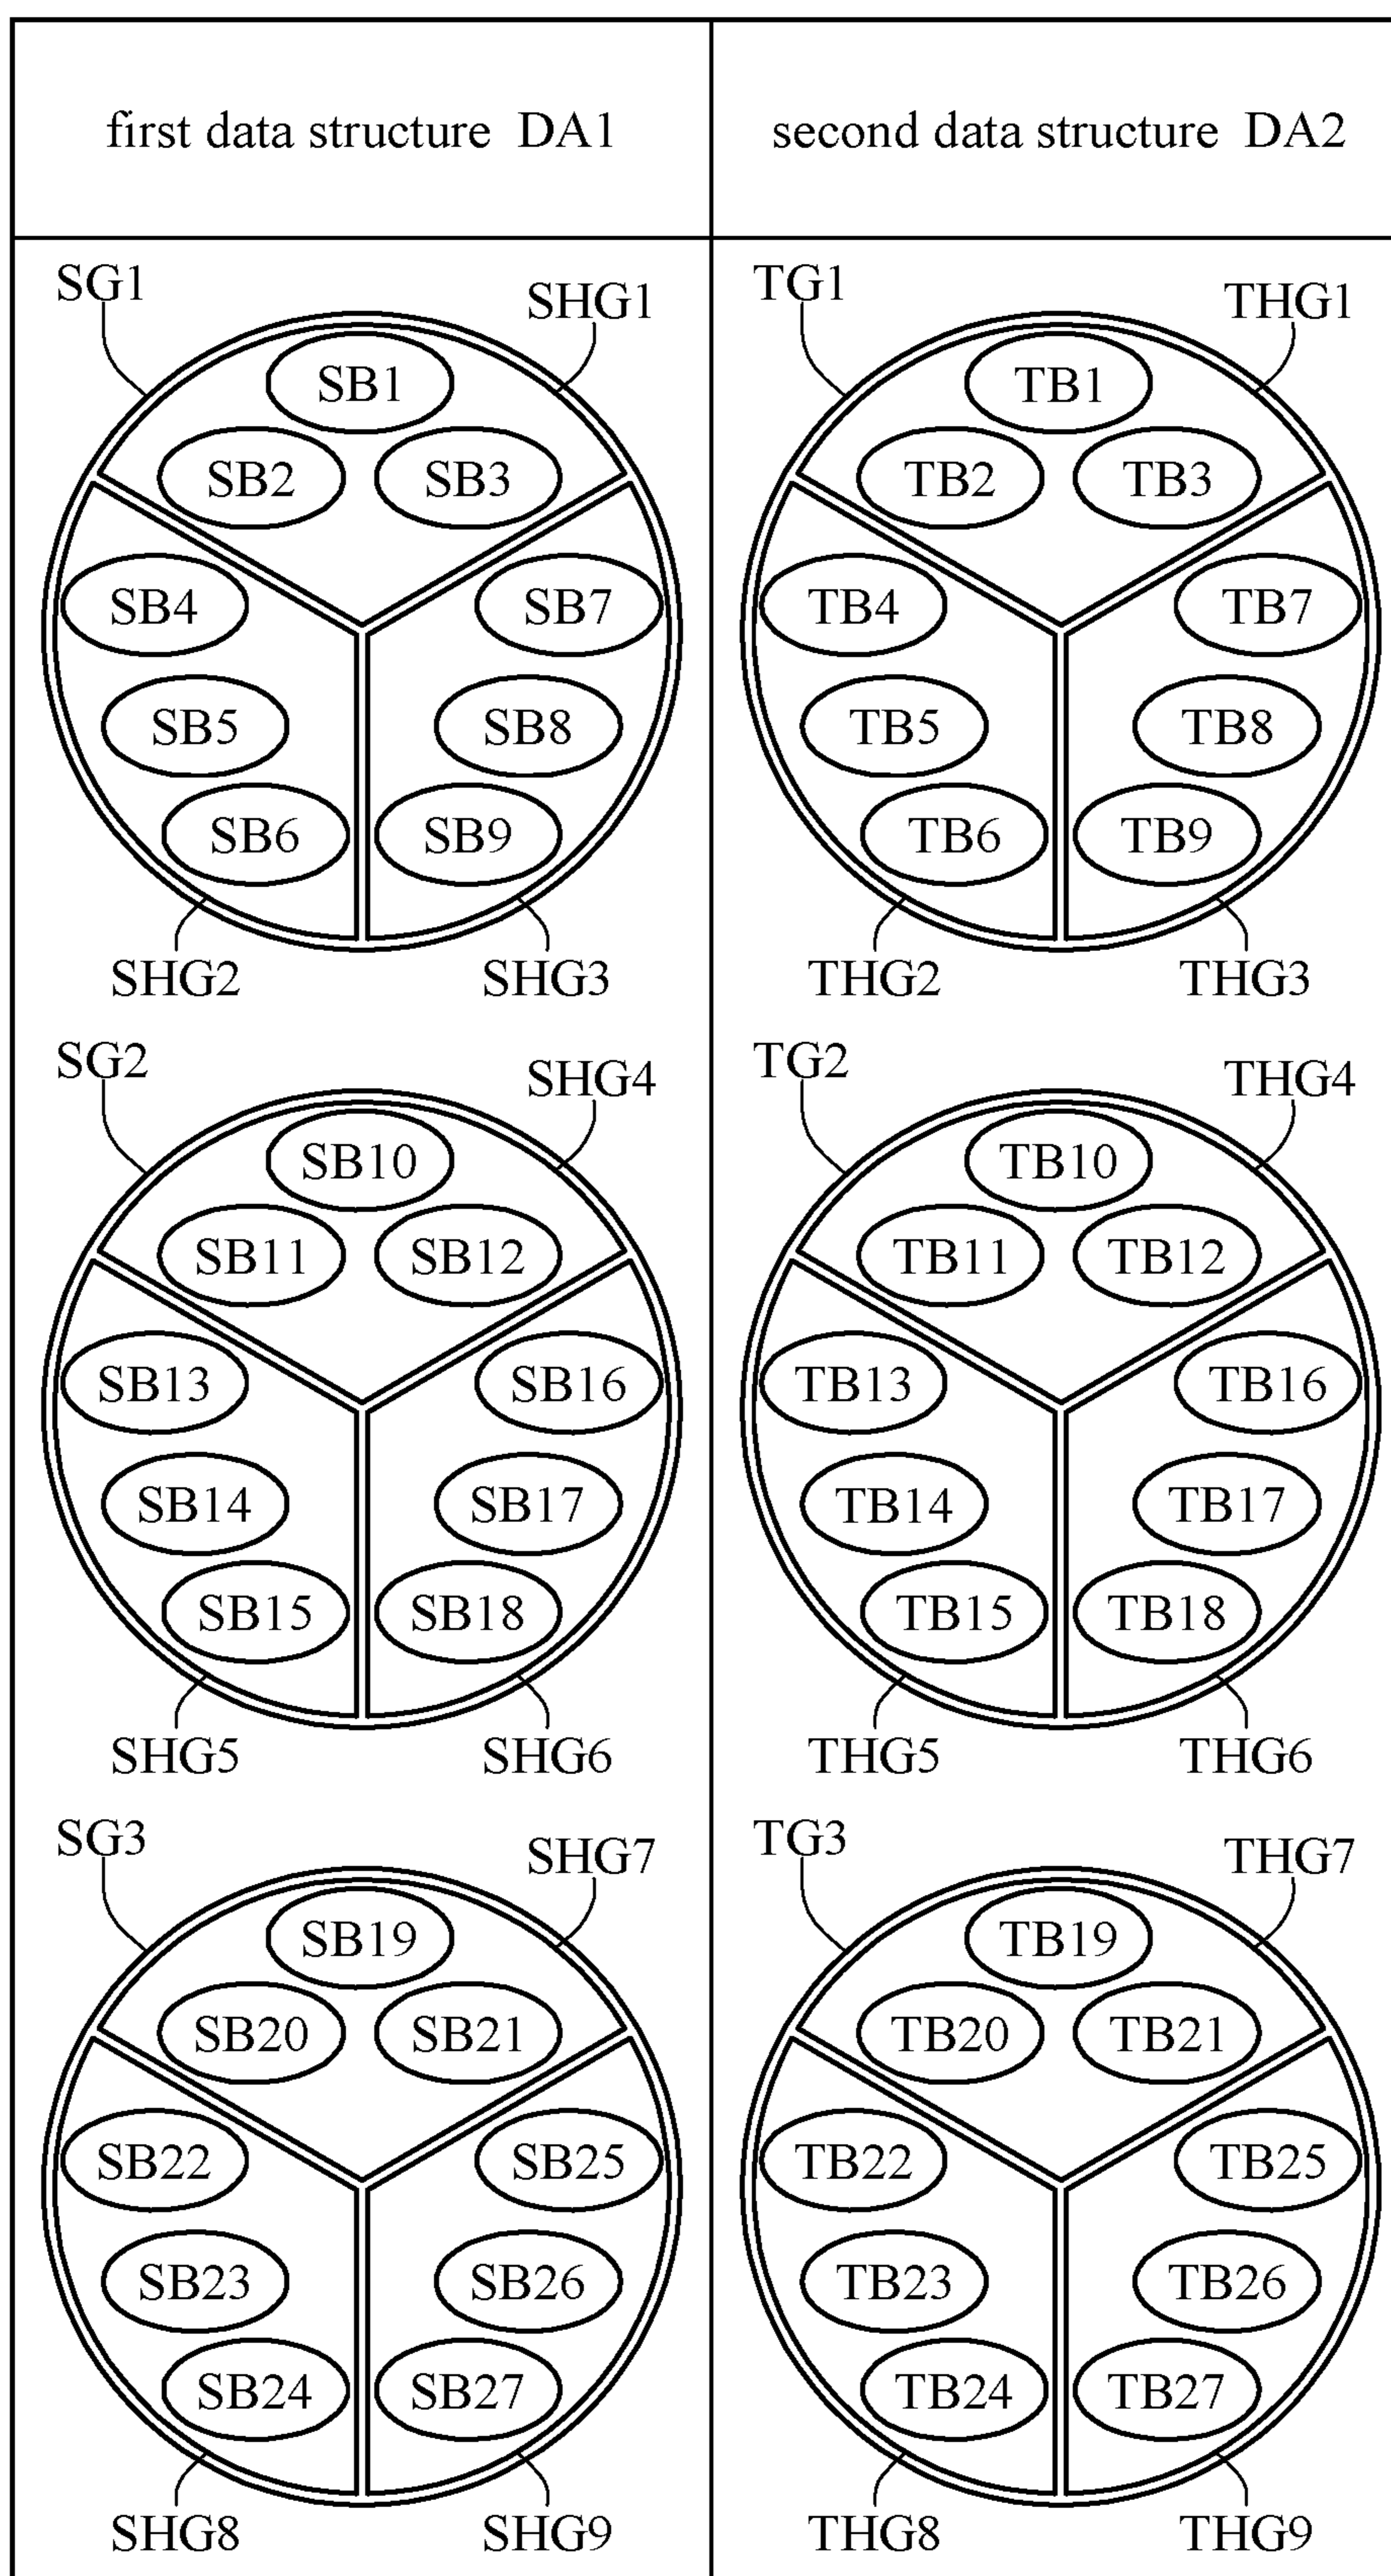 first data structure DA1
second data structure DA2
SG1
SHG1
SB1
SB2 SB3
SB4 SB7
SB5 SB8
SB6 SB9
SHG2 SHG3
TG1
THG1
TB1
TB2 TB3
TB4 TB7
TB5 TB8
TB6 TB9
THG2 THG3
SG2
SHG4
SB10
SB11 SB12
SB13 SB16
SB14 SB17
SB15 SB18
SHG5 SHG6
TG2
THG4
TB10
TB11 TB12
TB13 TB16
TB14 TB17
TB15 TB18
THG5 THG6
SG3
SHG7
SB19
SB20 SB21
SB22 SB25
SB23 SB26
SB24 SB27
SHG8 SHG9
TG3
THG7
TB19
TB20 TB21
TB22 TB25
TB23 TB26
TB24 TB27
THG8 THG9